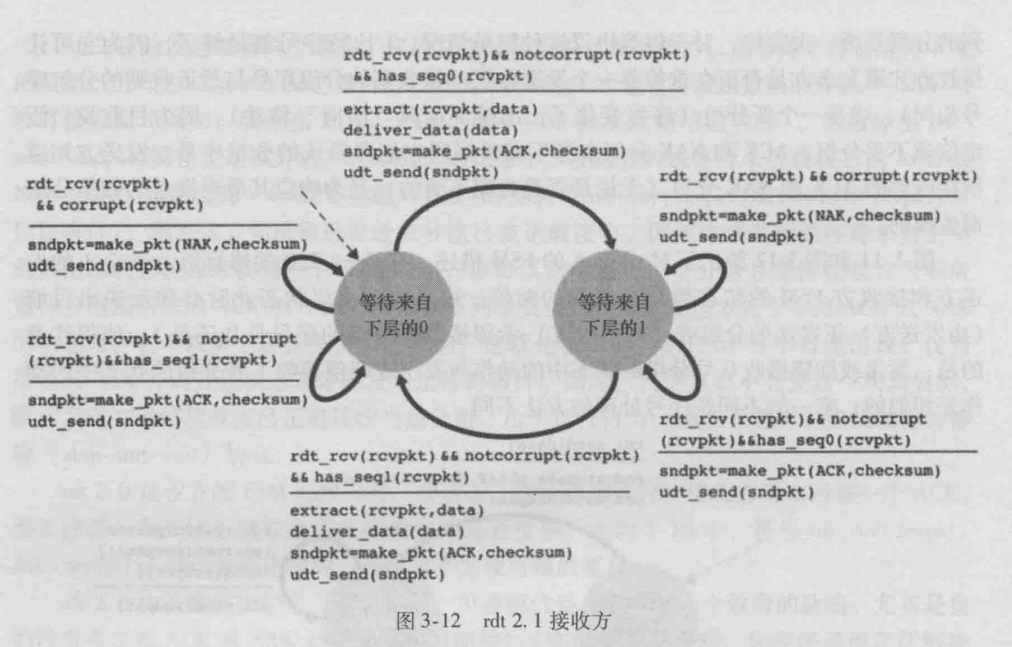 rdt_rcv(rcvpkt)&& notcorrupt(rcvpkt)
&& has_seq0(rcvpkt)
extract(rcvpkt,data)
deliver_data(data)
sndpkt=make_pkt(ACK,checksum)
udt_send(sndpkt)
rdt_rcv(rcvpkt)
&& corrupt(rcvpkt)
sndpkt=make_pkt(NAK,checksum)
udt_send(sndpkt)
rdt_rcv(rcvpkt) && corrupt(rcvpkt)
sndpkt=make_pkt(NAK,checksum)
udt_send(sndpkt)
等待来自
下层的0
等待来自
下层的1
rdt_rcv(rcvpkt)&& notcorrupt
(rcvpkt)&&has_seq1(rcvpkt)
sndpkt=make_pkt(ACK,checksum)
udt_send(sndpkt)
rdt_rcv(rcvpkt)&& notcorrupt
(rcvpkt)&&has_seq0(rcvpkt)
sndpkt=make_pkt(ACK,checksum)
udt_send(sndpkt)
rdt_rcv(rcvpkt) && notcorrupt(rcvpkt)
&& has_seq1(rcvpkt)
extract(rcvpkt,data)
deliver_data(data)
sndpkt=make_pkt(ACK,checksum)
udt_send(sndpkt)
图 3-12 rdt 2.1 接收方